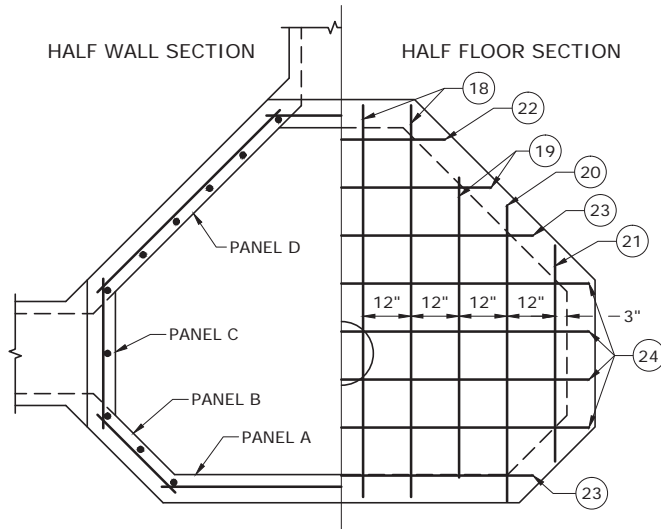 HALF WALL SECTION
HALF FLOOR SECTION
18
22
19
20
23
21
PANEL D
12" 12" 12" 12" 3"
PANEL C
24
PANEL B
PANEL A
23